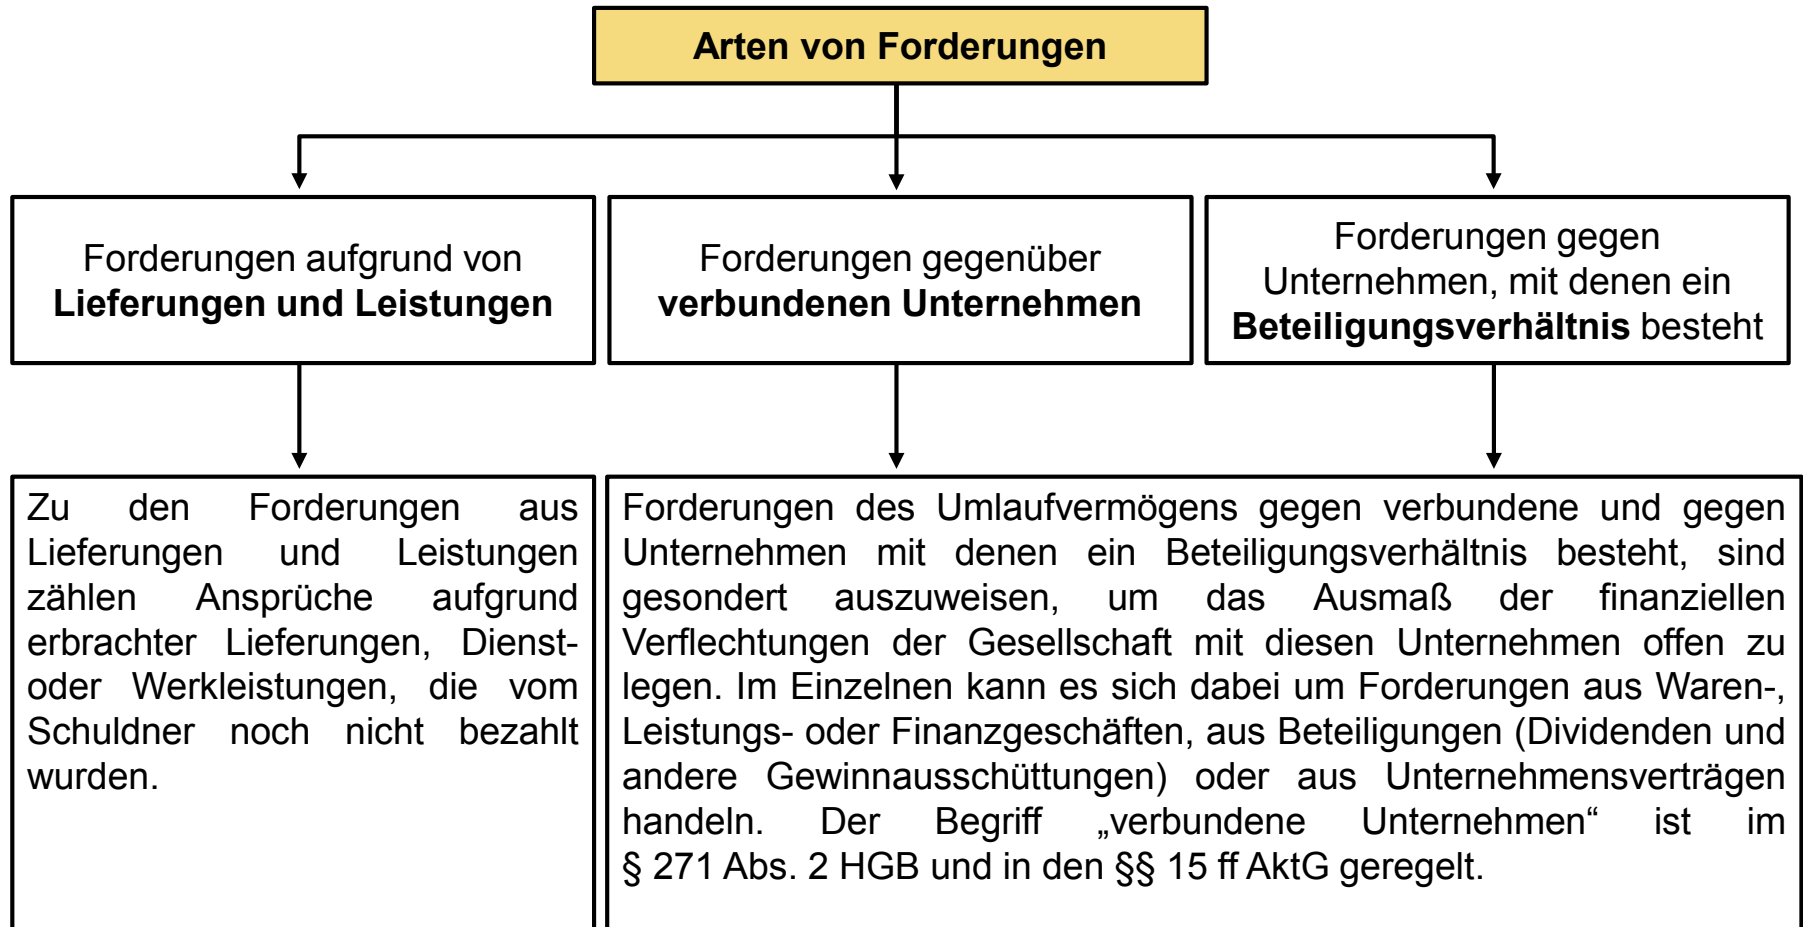 Arten von Forderungen
Forderungen aufgrund von
Lieferungen und Leistungen
Forderungen gegenüber
verbundenen Unternehmen
Forderungen gegen
Unternehmen, mit denen ein
Beteiligungsverhältnis besteht
Zu den Forderungen aus
Lieferungen und Leistungen
zählen Ansprüche aufgrund
erbrachter Lieferungen, Dienst-
oder Werkleistungen, die vom
Schuldner noch nicht bezahlt
wurden.
Forderungen des Umlaufvermögens gegen verbundene und gegen
Unternehmen mit denen ein Beteiligungsverhältnis besteht, sind
gesondert auszuweisen, um das Ausmaß der finanziellen
Verflechtungen der Gesellschaft mit diesen Unternehmen offen zu
legen. Im Einzelnen kann es sich dabei um Forderungen aus Waren-,
Leistungs- oder Finanzgeschäften, aus Beteiligungen (Dividenden und
andere Gewinnausschüttungen) oder aus Unternehmensverträgen
handeln. Der Begriff „verbundene Unternehmen“ ist im
§ 271 Abs. 2 HGB und in den §§ 15 ff AktG geregelt.